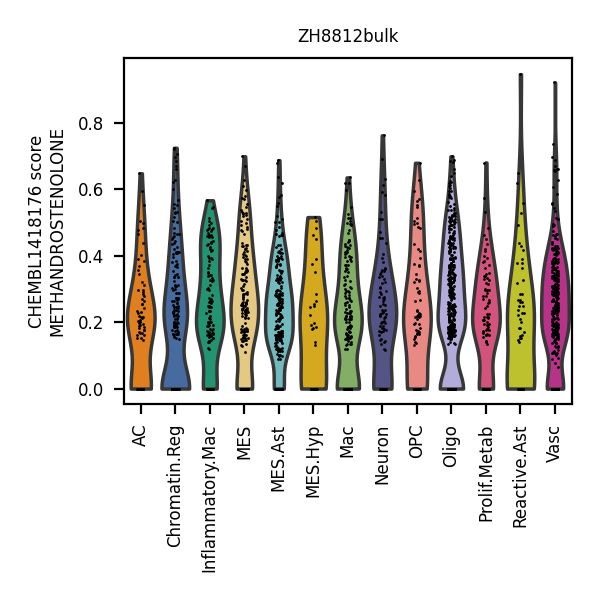 ZH8812bulk
CHEMBL1418176 score
METHANDROSTENOLONE
0.8
0.6
0.4
0.2
0.0
AC
Chromatin.Reg
Inflammatory.Mac
MES
MES.Ast
MES.Hyp
Mac
Neuron
OPC
Oligo
Prolif.Metab
Reactive.Ast
Vasc